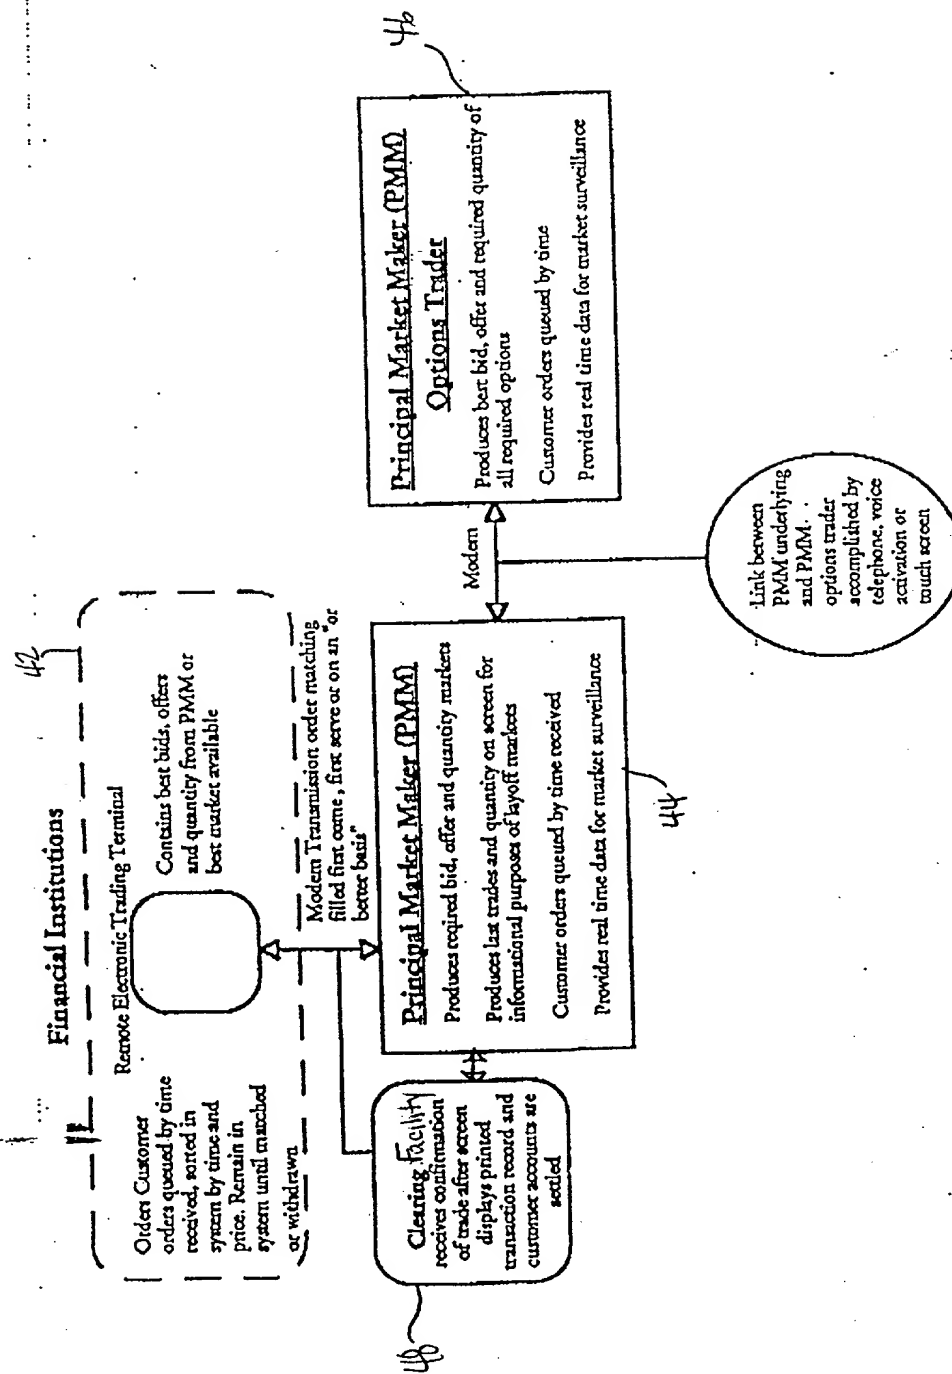 Financial Institutions
42
Remote Electronic Trading Terminal
Orders Customer
orders queued by time
received, sorted in
system by time and
price. Remain in
system until matched
or withdrawn
Contains best bids, offers
and quantity from PMM or
best market available
Modem Transmission order matching
filled first come, first serve or on an "or
better basis"
48
Clearing Facility
receives confirmation
of trade after screen
displays printed
transaction record and
customer accounts are
settled
Principal Market Maker (PMM)
Produces reqired bid, offer and quantity markets
Produces last trades and quantity on screen for
informational purposes of layoff markets
Customer orders queued by time received
Provides real time data for market surveillance
44
Modem
46
Principal Market Maker (PMM)
Options Trader
Produces best bid, offer and required quantity of
all required options
Customer orders queued by time
Provides real time data for market surveillance
Link between
PMM underlying
and PMM
options trader
accomplished by
telephone, voice
activation or
touch screen